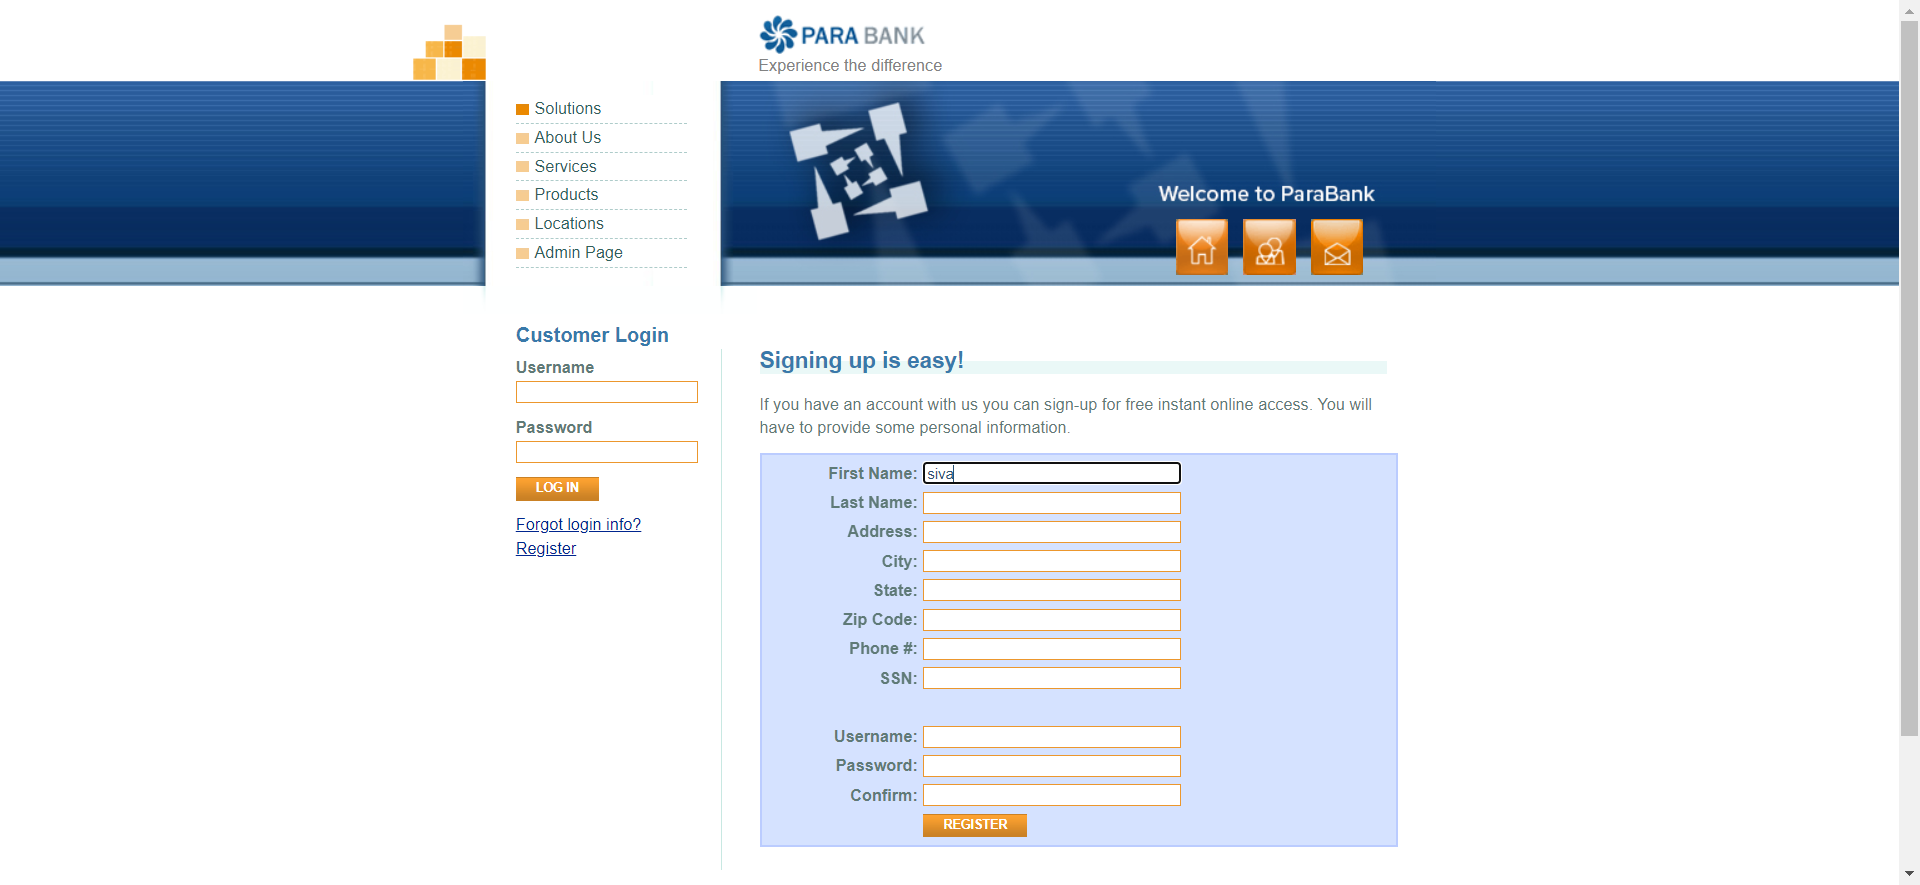 PARA BANK
Experience the difference
Solutions
About Us
Services
Products
Locations
Admin Page
Welcome to ParaBank
Customer Login
Username
Password
LOG IN
Forgot login info?
Register
Signing up is easy!
If you have an account with us you can sign-up for free instant online access. You will
have to provide some personal information.
First Name: siva
Last Name:
Address:
City:
State:
Zip Code:
Phone #:
SSN:
Username:
Password:
Confirm:
REGISTER